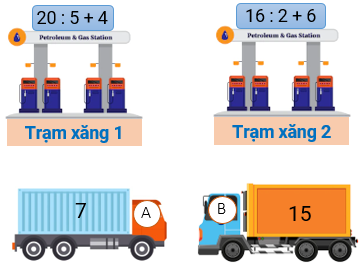 20 : 5 + 4
Petroleum & Gas Station
Trạm xăng 1
16 : 2 + 6
Petroleum & Gas Station
Trạm xăng 2
7
A
B
15